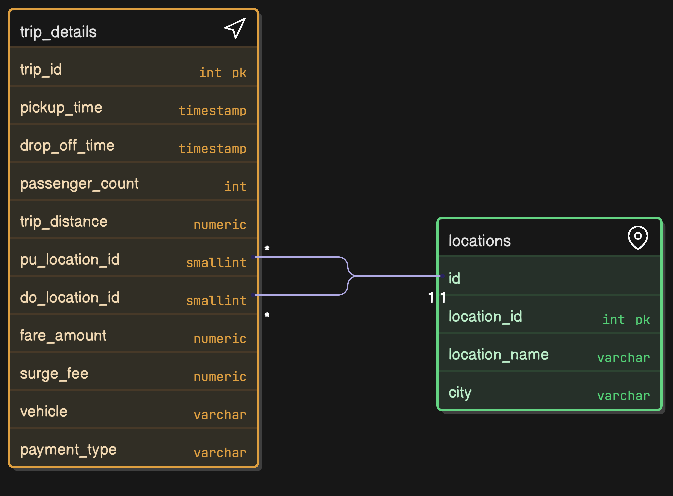 trip_details
trip_id int pk
pickup_time timestamp
drop_off_time timestamp
passenger_count int
trip_distance numeric
*
pu_location_id smallint
do_location_id smallint
*
fare_amount numeric
surge_fee numeric
vehicle varchar
payment_type varchar
locations
id
1 1
location_id int pk
location_name varchar
city varchar